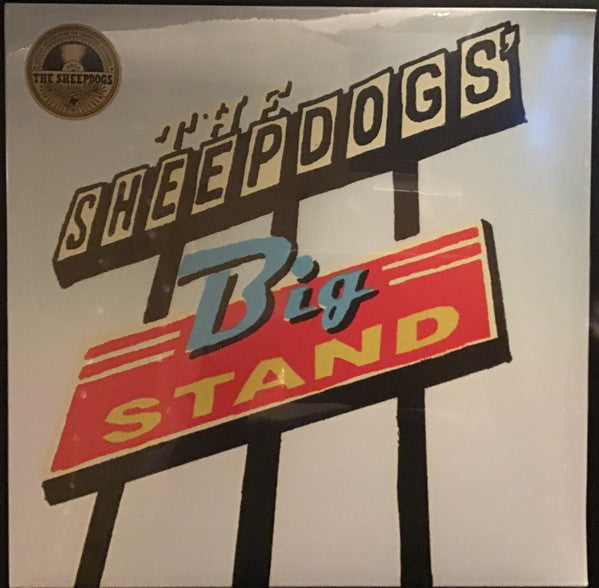 THE SHEEPDOGS
THE
SHEEPDOGS'
Big
STAND